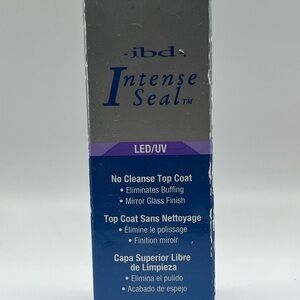 ibd
Intense
Seal™
LED/UV
No Cleanse Top Coat
• Eliminates Buffing
• Mirror Glass Finish
Top Coat Sans Nettoyage
• Élimine le polissage
• Finition miroir
Capa Superior Libre
de Limpieza
• Elimina el pulido
• Acabado de espejo